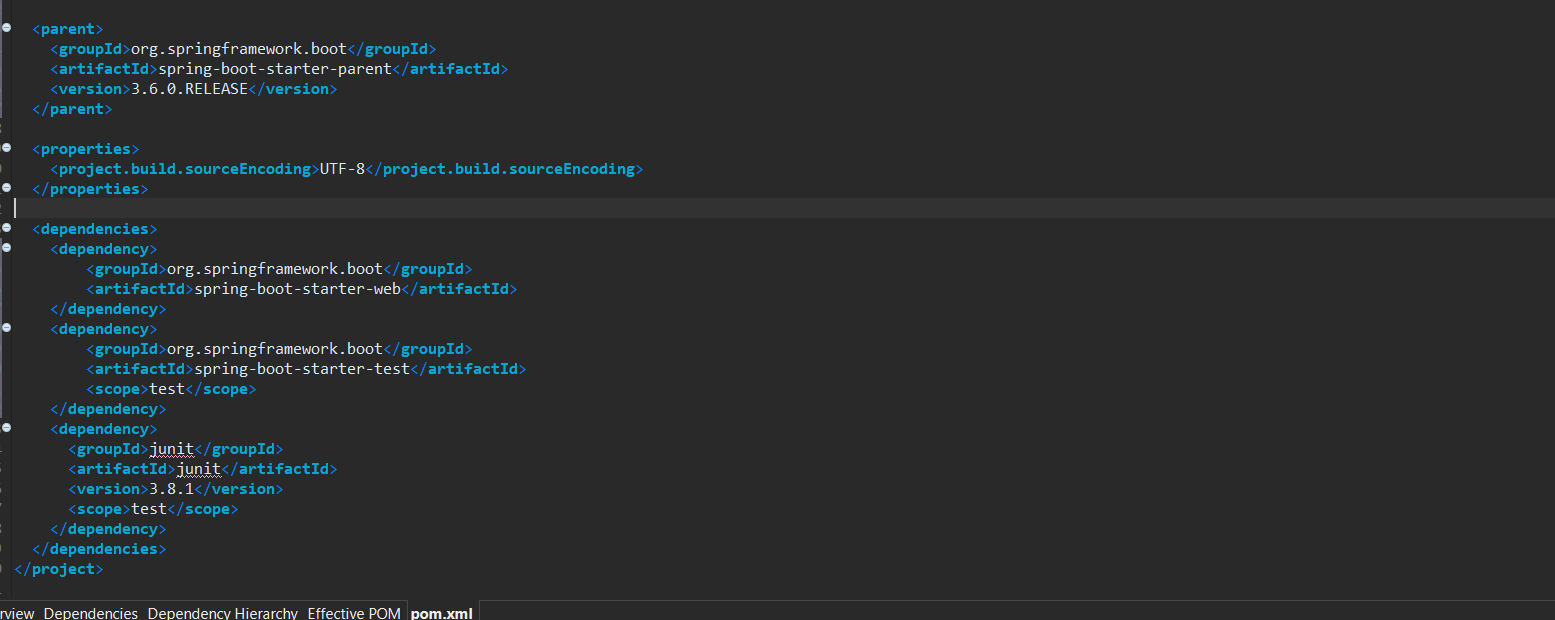 <parent>
<groupId>org.springframework.boot</groupId>
<artifactId>spring-boot-starter-parent</artifactId>
<version>3.6.0.RELEASE</version>
</parent>
<properties>
<project.build.sourceEncoding>UTF-8</project.build.sourceEncoding>
</properties>
<dependencies>
<dependency>
<groupId>org.springframework.boot</groupId>
<artifactId>spring-boot-starter-web</artifactId>
</dependency>
<dependency>
<groupId>org.springframework.boot</groupId>
<artifactId>spring-boot-starter-test</artifactId>
<scope>test</scope>
</dependency>
<dependency>
<groupId>junit</groupId>
<artifactId>junit</artifactId>
<version>3.8.1</version>
<scope>test</scope>
</dependency>
</dependencies>
</project>
rview Dependencies Dependency Hierarchy Effective POM pom.xml